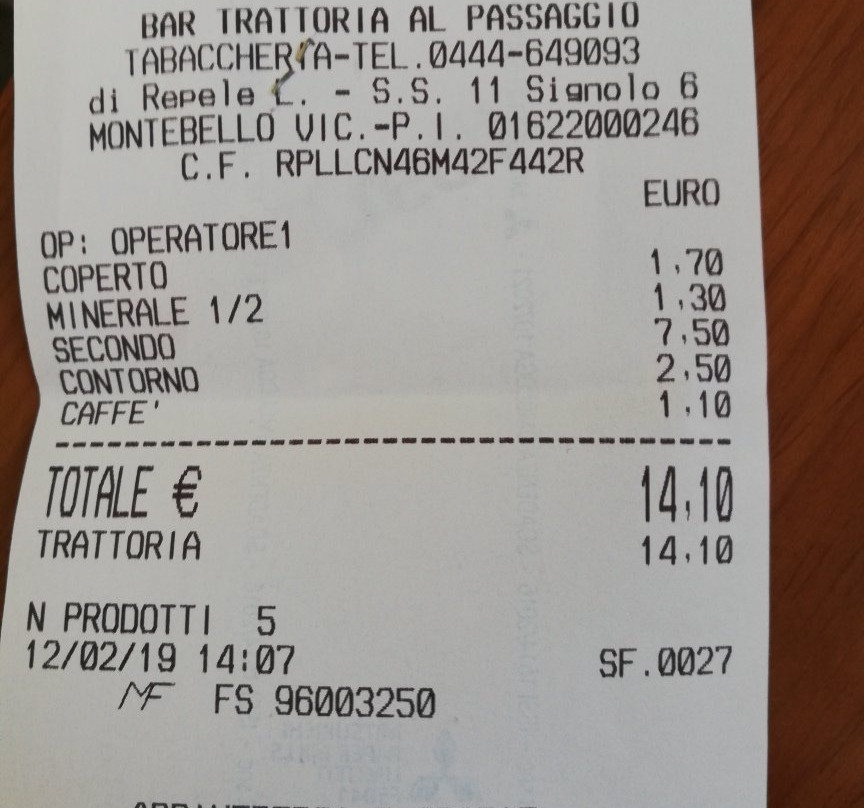 BAR TRATTORIA AL PASSAGGIO
TABACCHERIA-TEL.0444-649093
di Repele L. - S.S. 11 Signolo 6
MONTEBELLO VIC.-P.I. 01622000246
C.F. RPLLCN46M42F442R
EURO
OP: OPERATORE1
COPERTO 1,70
MINERALE 1/2 1,30
SECONDO 7,50
CONTORNO 2,50
CAFFE' 1,10
TOTALE € 14,10
TRATTORIA 14,10
N PRODOTTI 5
12/02/19 14:07 SF.0027
MF FS 96003250